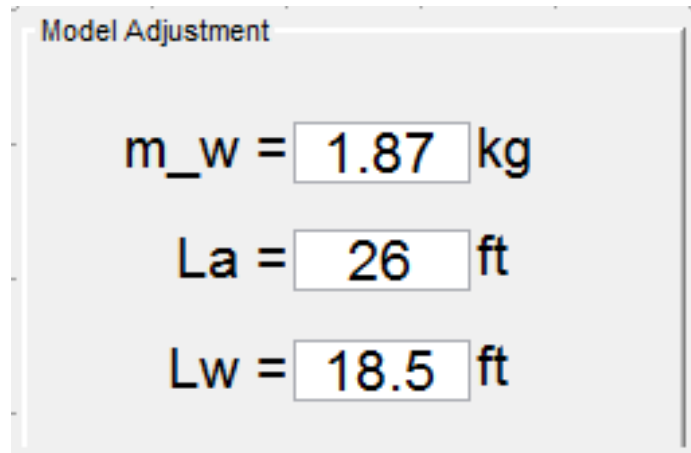 Model Adjustment
m_w = 1.87 kg
La = 26 ft
Lw = 18.5 ft